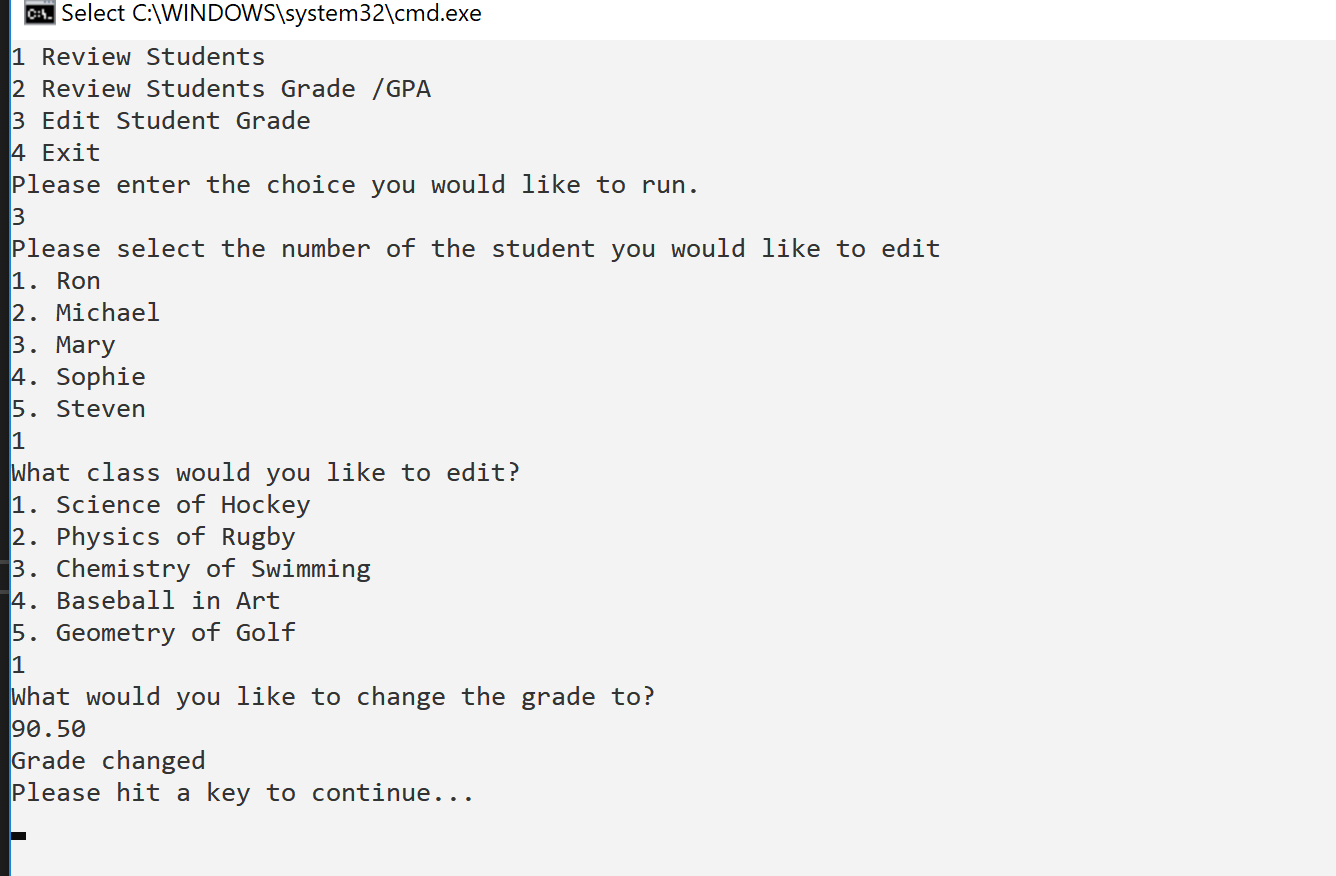 Select C:\WINDOWS\system32\cmd.exe
1 Review Students
2 Review Students Grade /GPA
3 Edit Student Grade
4 Exit
Please enter the choice you would like to run.
3
Please select the number of the student you would like to edit
1. Ron
2. Michael
3. Mary
4. Sophie
5. Steven
1
What class would you like to edit?
1. Science of Hockey
2. Physics of Rugby
3. Chemistry of Swimming
4. Baseball in Art
5. Geometry of Golf
1
What would you like to change the grade to?
90.50
Grade changed
Please hit a key to continue...